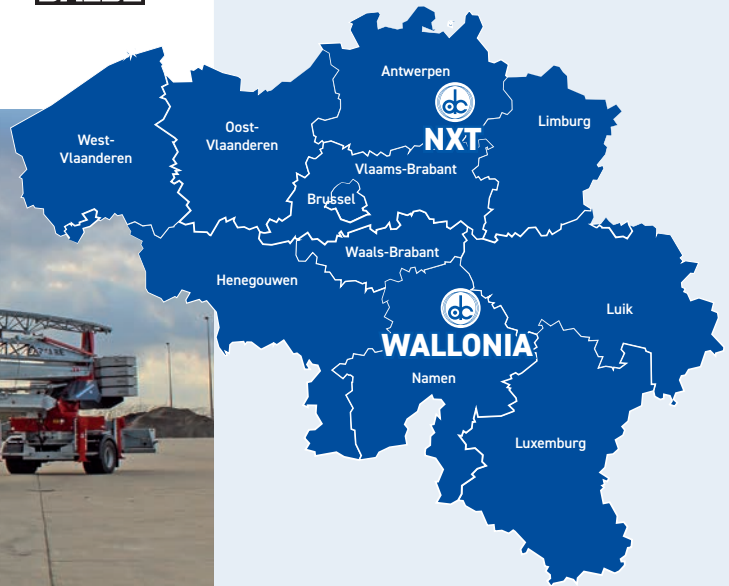 Antwerpen
NXT
Limburg
West-
Vlaanderen
Oost-
Vlaanderen
Vlaams-Brabant
Brussel
Waals-Brabant
Henegouwen
Luik
WALLONIA
Namen
Luxemburg